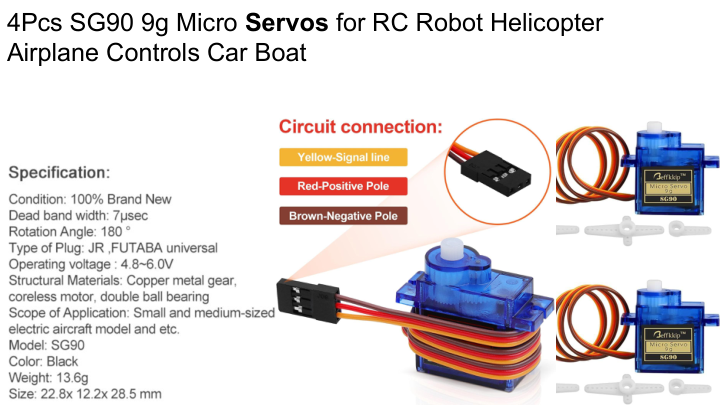 4Pcs SG90 9g Micro Servos for RC Robot Helicopter
Airplane Controls Car Boat
Circuit connection:
Yellow-Signal line
Red-Positive Pole
Brown-Negative Pole
Specification:
Condition: 100% Brand New
Dead band width: 7μsec
Rotation Angle: 180 °
Type of Plug: JR ,FUTABA universal
Operating voltage : 4.8~6.0V
Structural Materials: Copper metal gear,
coreless motor, double ball bearing
Scope of Application: Small and medium-sized
electric aircraft model and etc.
Model: SG90
Color: Black
Weight: 13.6g
Size: 22.8x 12.2x 28.5 mm
Jeffkkip™
Micro Servo
9g
SG90
Jeffkkip™
Micro Servo
9g
SG90